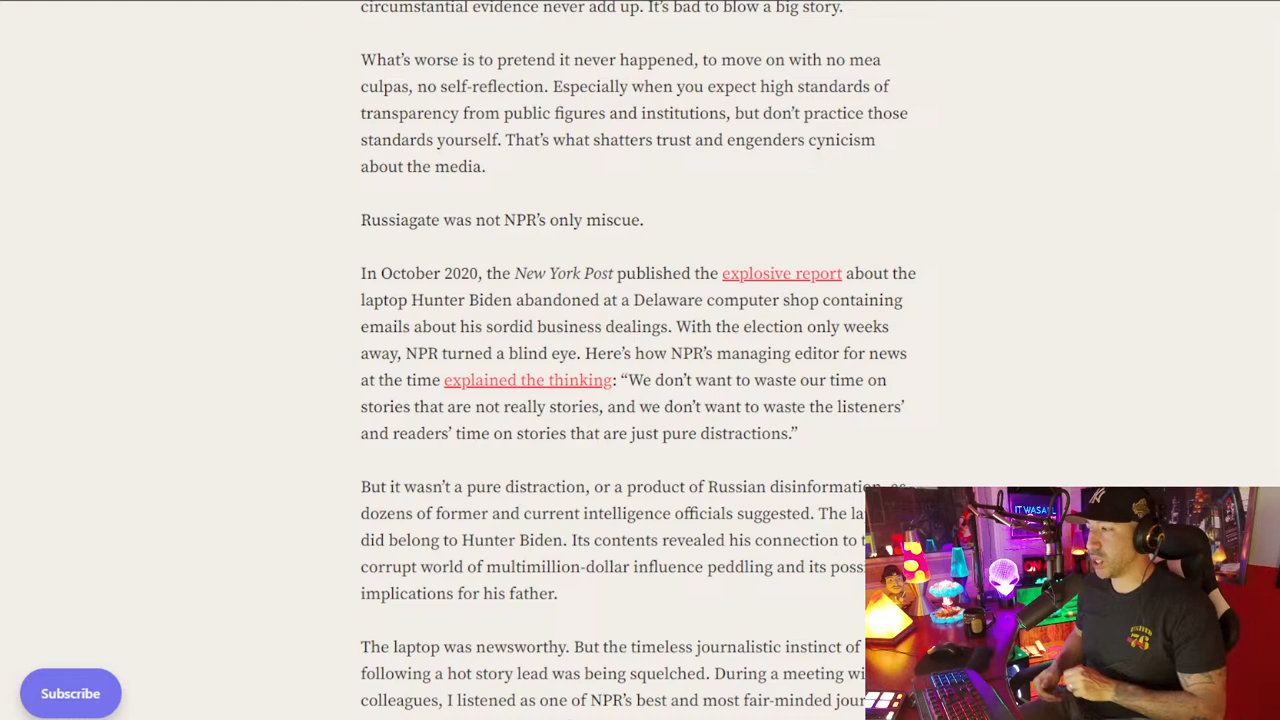 circumstantial evidence never add up. It’s bad to blow a big story.
What’s worse is to pretend it never happened, to move on with no mea
culpas, no self-reflection. Especially when you expect high standards of
transparency from public figures and institutions, but don’t practice those
standards yourself. That’s what shatters trust and engenders cynicism
about the media.
Russiagate was not NPR’s only miscue.
In October 2020, the New York Post published the explosive report about the
laptop Hunter Biden abandoned at a Delaware computer shop containing
emails about his sordid business dealings. With the election only weeks
away, NPR turned a blind eye. Here’s how NPR’s managing editor for news
at the time explained the thinking: “We don’t want to waste our time on
stories that are not really stories, and we don’t want to waste the listeners’
and readers’ time on stories that are just pure distractions.”
But it wasn’t a pure distraction, or a product of Russian disinformation, as
dozens of former and current intelligence officials suggested. The la
did belong to Hunter Biden. Its contents revealed his connection to t
corrupt world of multimillion-dollar influence peddling and its poss
implications for his father.
The laptop was newsworthy. But the timeless journalistic instinct of
following a hot story lead was being squelched. During a meeting wi
colleagues, I listened as one of NPR’s best and most fair-minded jour
Subscribe
IT WAS A
ON
76